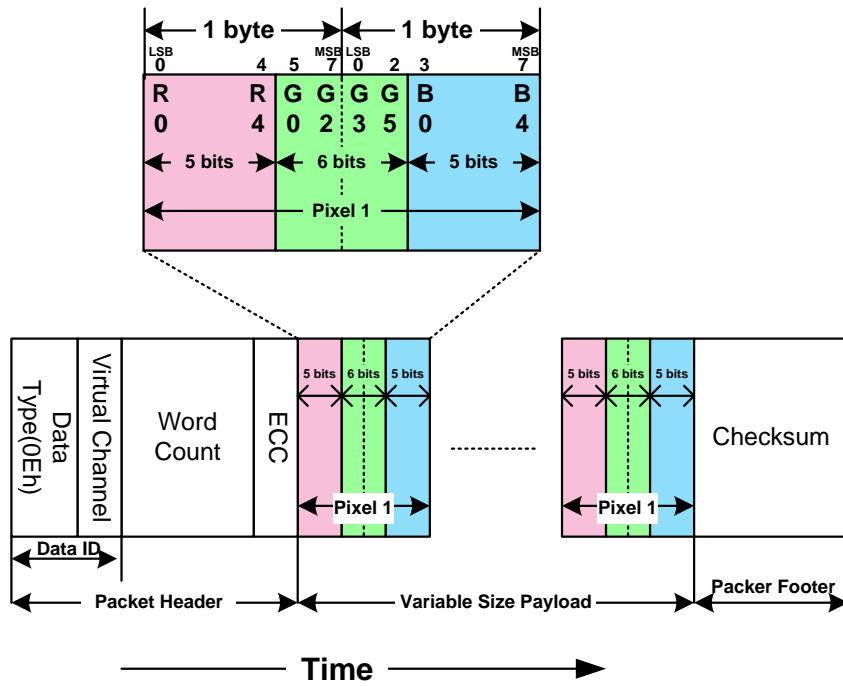 1 byte 1 byte
LSB MSB LSB MSB
0 4 5 7 0 2 3 7
R R G G G G B B
0 4 0 2 3 5 0 4
5 bits 6 bits 5 bits
Pixel 1
Data Type(0Eh)
Virtual Channel
Word Count
ECC
5 bits 6 bits 5 bits
Pixel 1
5 bits 6 bits 5 bits
Pixel 1
Checksum
Data ID
Packet Header
Variable Size Payload
Packer Footer
Time